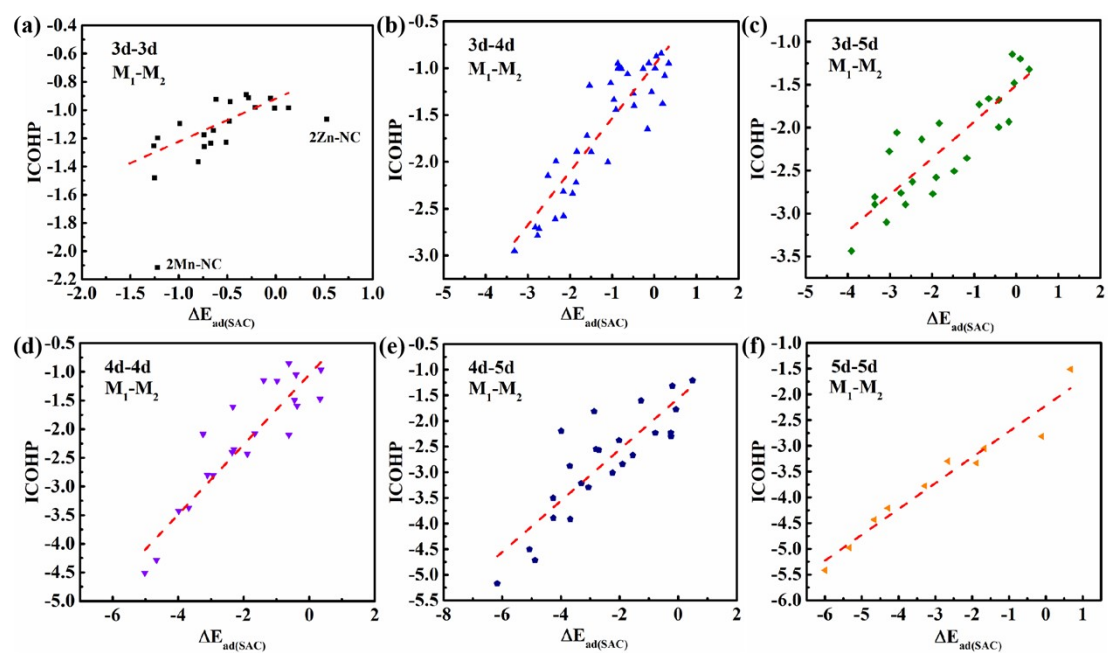 (a)
3d-3d
M₁-M₂
2Zn-NC
2Mn-NC
ICOHP
-0.4
-0.6
-0.8
-1.0
-1.2
-1.4
-1.6
-1.8
-2.0
-2.2
-2.0 -1.5 -1.0 -0.5 0.0 0.5 1.0
ΔE_ad(SAC)
(b)
3d-4d
M₁-M₂
ICOHP
-0.5
-1.0
-1.5
-2.0
-2.5
-3.0
-5 -4 -3 -2 -1 0 1 2
ΔE_ad(SAC)
(c)
3d-5d
M₁-M₂
ICOHP
-1.0
-1.5
-2.0
-2.5
-3.0
-3.5
-5 -4 -3 -2 -1 0 1 2
ΔE_ad(SAC)
(d)
4d-4d
M₁-M₂
ICOHP
-0.5
-1.0
-1.5
-2.0
-2.5
-3.0
-3.5
-4.0
-4.5
-5.0
-6 -4 -2 0 2
ΔE_ad(SAC)
(e)
4d-5d
M₁-M₂
ICOHP
-0.5
-1.0
-1.5
-2.0
-2.5
-3.0
-3.5
-4.0
-4.5
-5.0
-5.5
-8 -6 -4 -2 0 2
ΔE_ad(SAC)
(f)
5d-5d
M₁-M₂
ICOHP
-1.0
-1.5
-2.0
-2.5
-3.0
-3.5
-4.0
-4.5
-5.0
-5.5
-6.0
-6 -5 -4 -3 -2 -1 0 1 2
ΔE_ad(SAC)